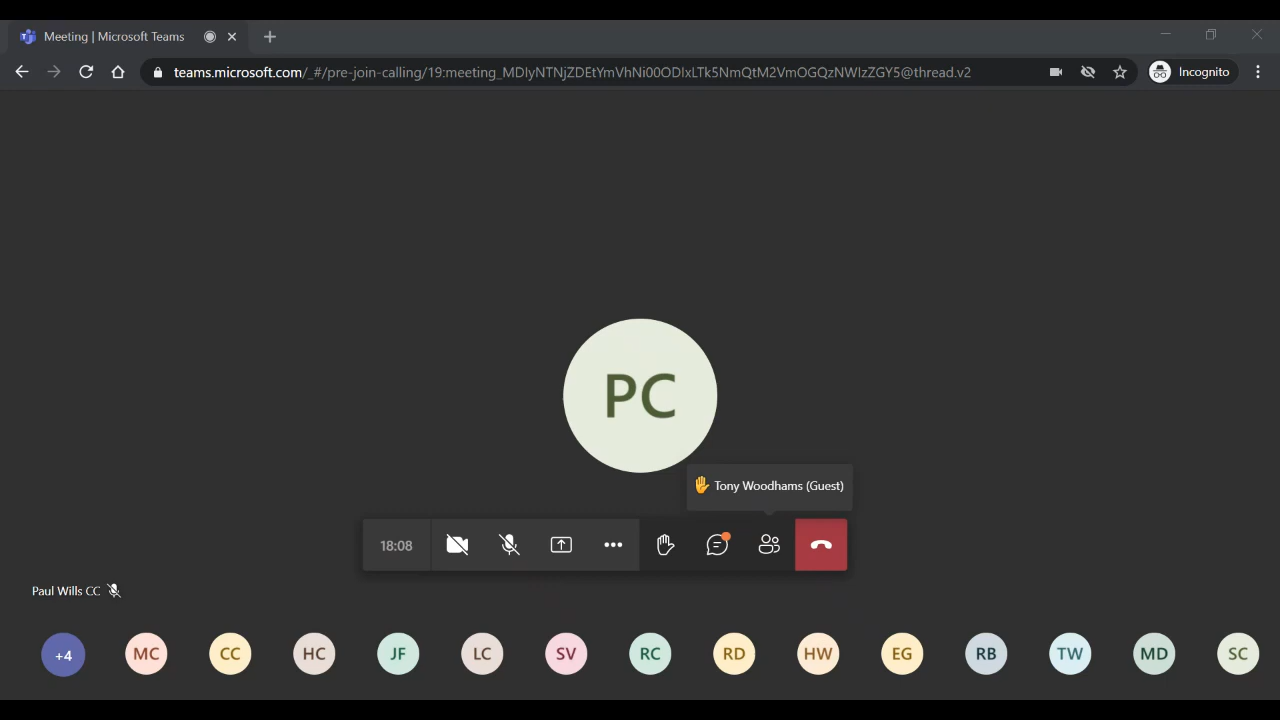 Meeting | Microsoft Teams
teams.microsoft.com/_#/pre-join-calling/19:meeting_MDIyNTNjZDEtYmVhNi00ODIxLTk5NmQtM2VmOGQzNWIzZGY5@thread.v2
Incognito
PC
Tony Woodhams (Guest)
18:08
Paul Wills CC
+4 MC CC HC JF LC SV RC RD HW EG RB TW MD SC